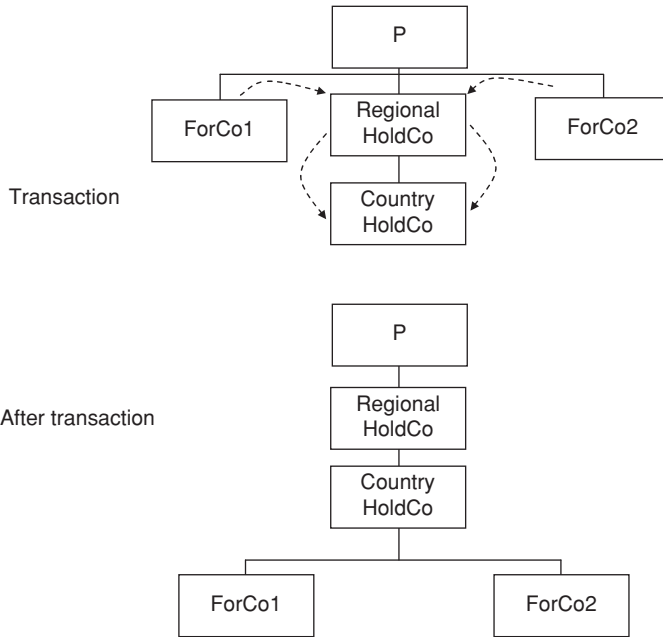 P
ForCo1
Regional
HoldCo
ForCo2
Transaction
Country
HoldCo
P
After transaction
Regional
HoldCo
Country
HoldCo
ForCo1
ForCo2